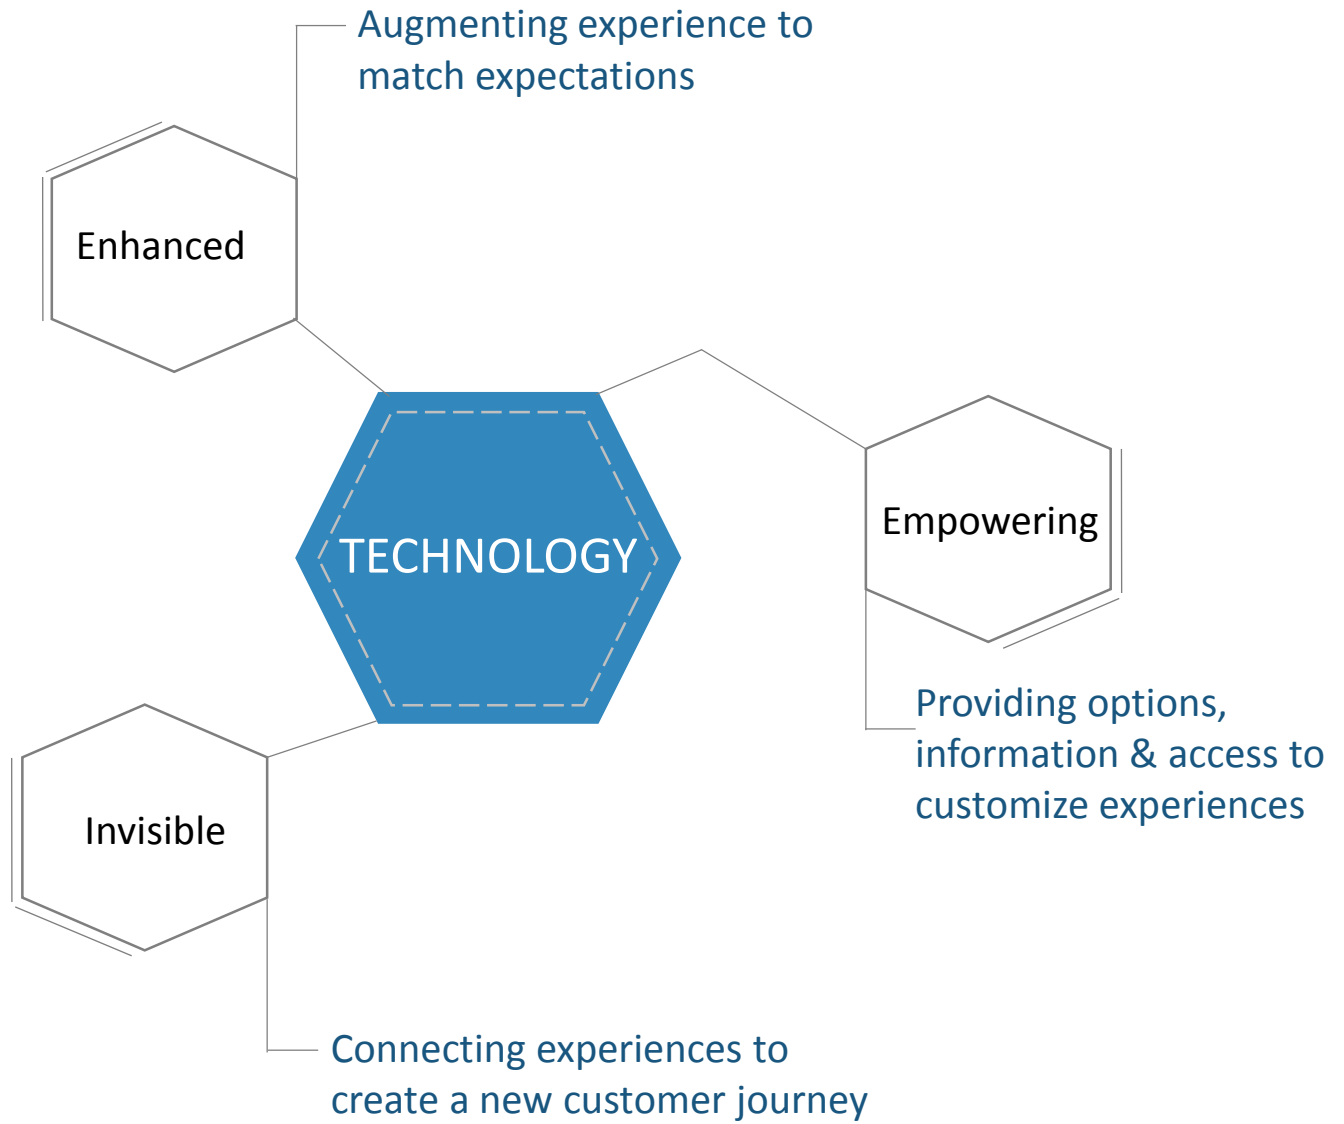 Augmenting experience to
match expectations
Enhanced
TECHNOLOGY
Empowering
Providing options,
information & access to
customize experiences
Invisible
Connecting experiences to
create a new customer journey